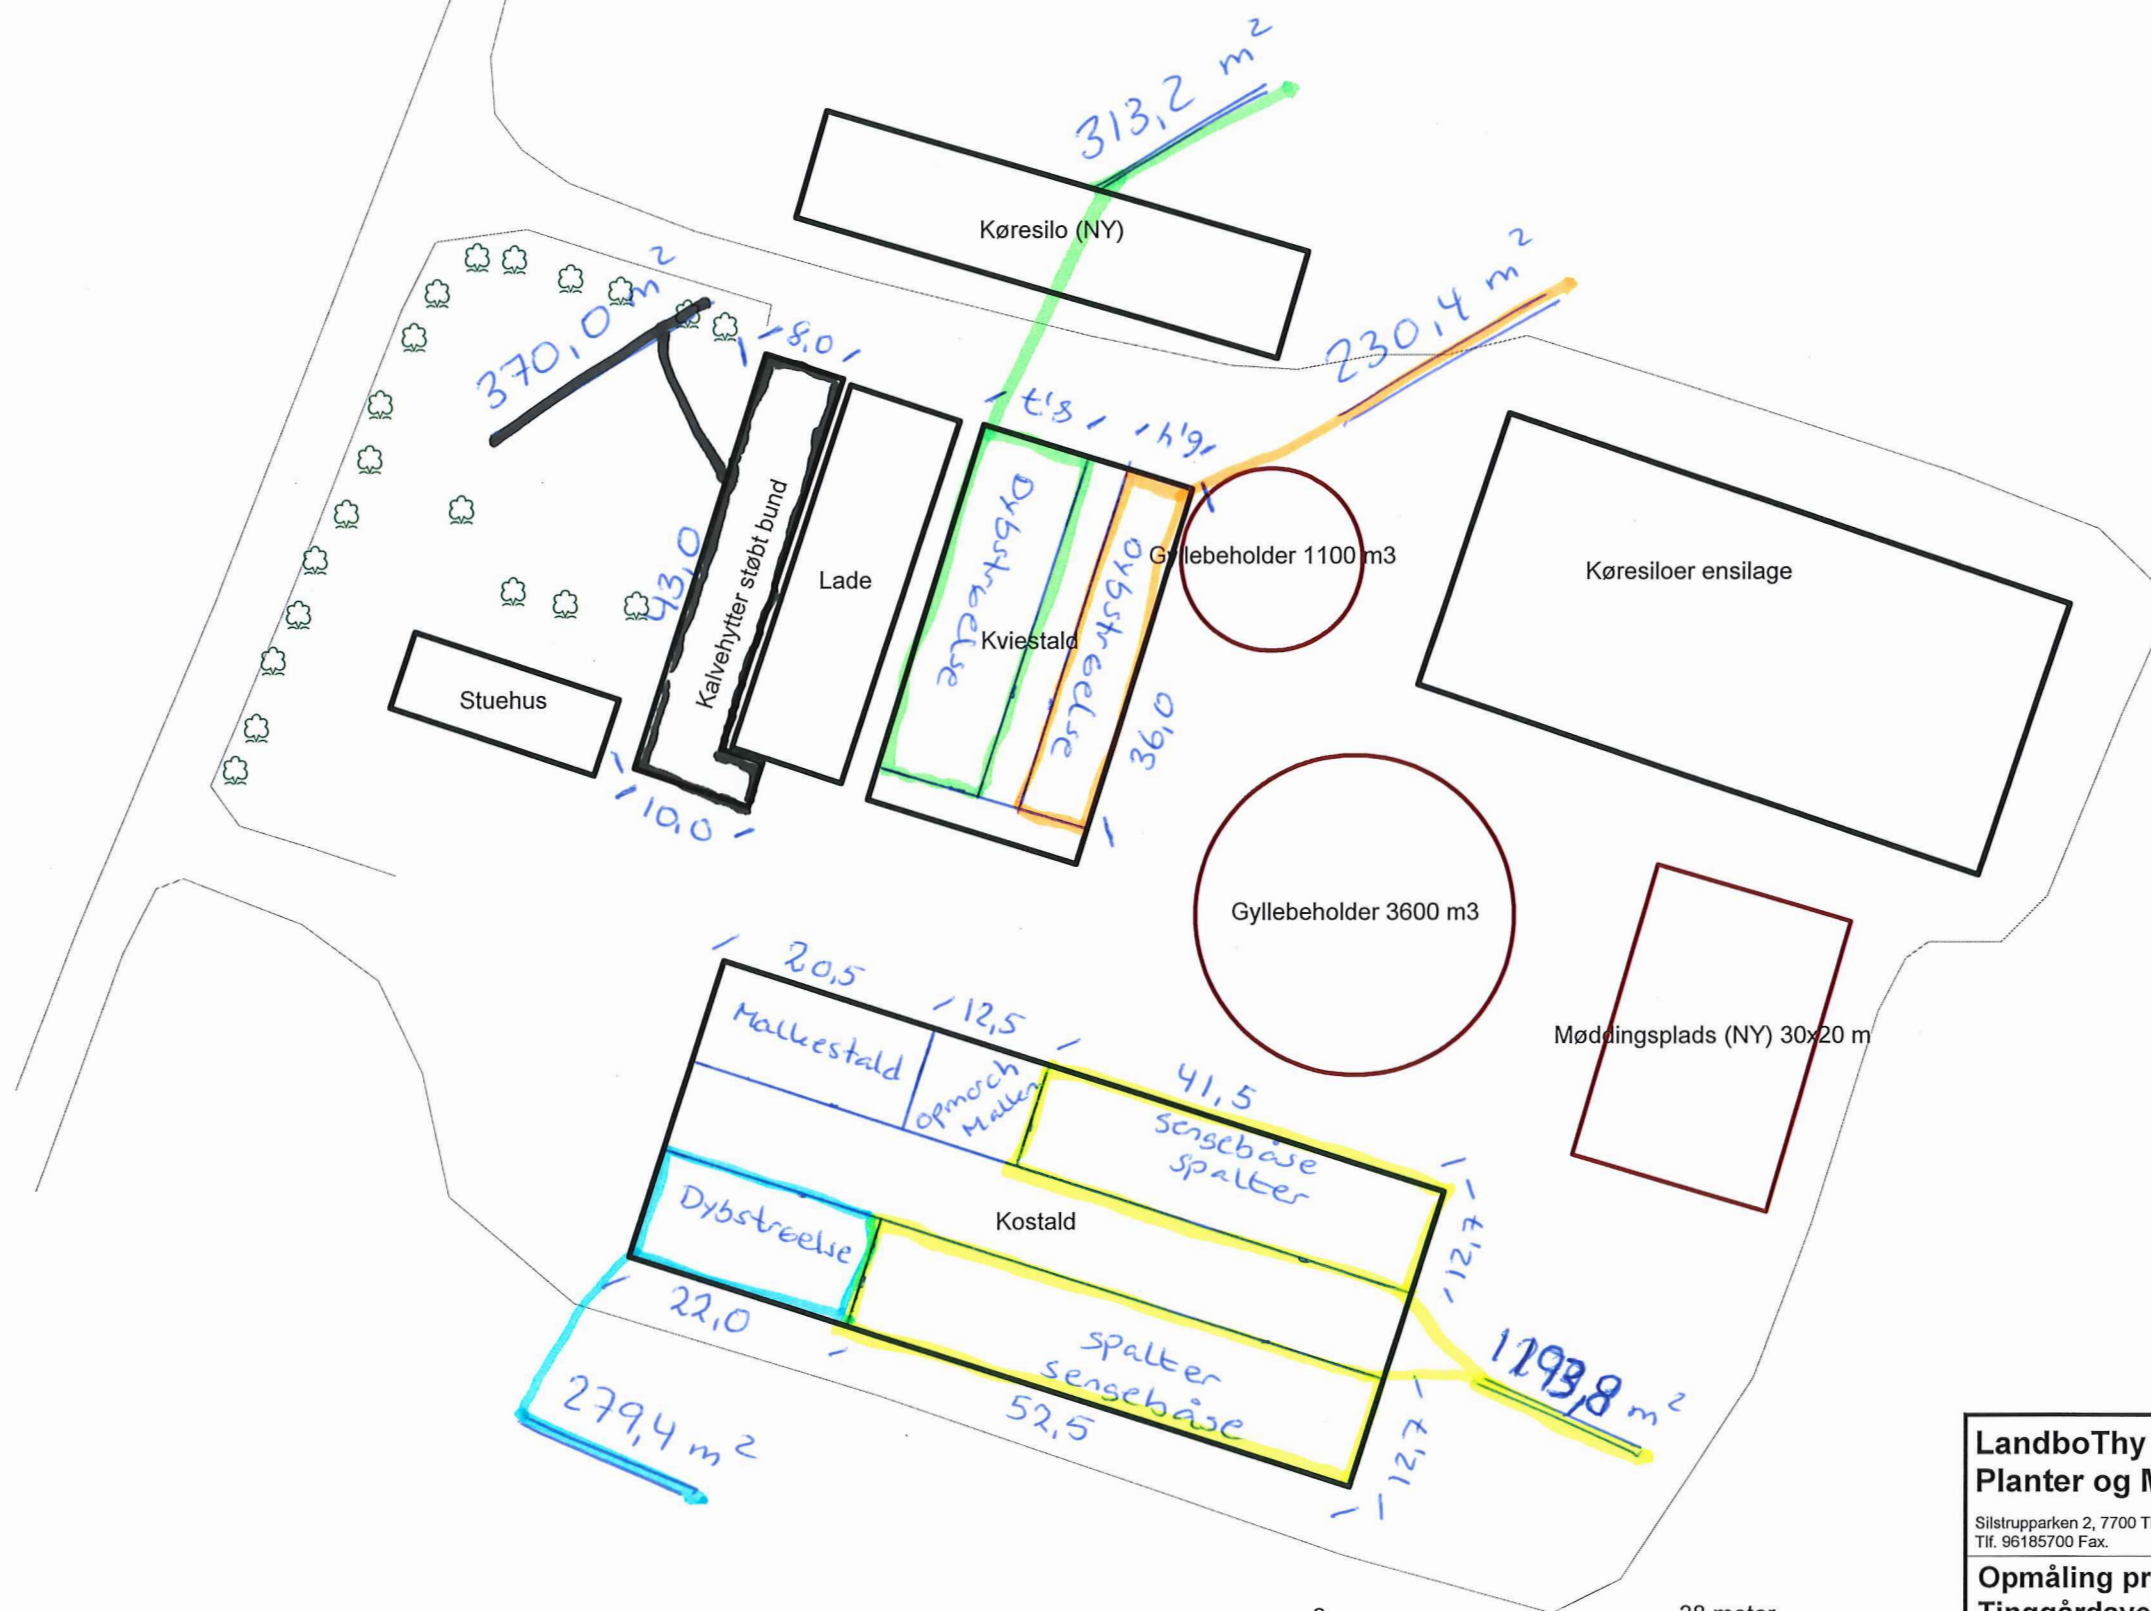 313,2 m²
Køresilo (NY)
370,0 m²
230,4 m²
8,0
8,7
6,4
43,0
Kalvehytter støbt bund
Lade
Dybstrøelse
Kviestald
Dybstrøelse
36,0
Gyllebeholder 1100 m3
Køresiloer ensilage
Stuehus
10,0
Gyllebeholder 3600 m3
Møddingsplads (NY) 30x20 m
20,5
12,5
41,5
Malkestald
opmarch
Malken
sengebåse
spalter
12,7
Dybstrøelse
Kostald
22,0
spalter
sengebåse
52,5
12,7
m²
279,4 m²
LandboThy
Planter og M
Silstrupparken 2, 7700 T
Tlf. 96185700 Fax.
Opmåling pr